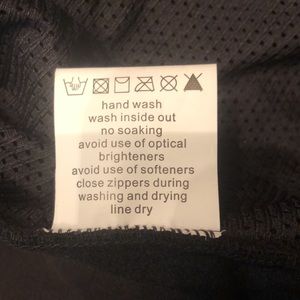 hand wash
wash inside out
no soaking
avoid use of optical
brighteners
avoid use of softeners
close zippers during
washing and drying
line dry